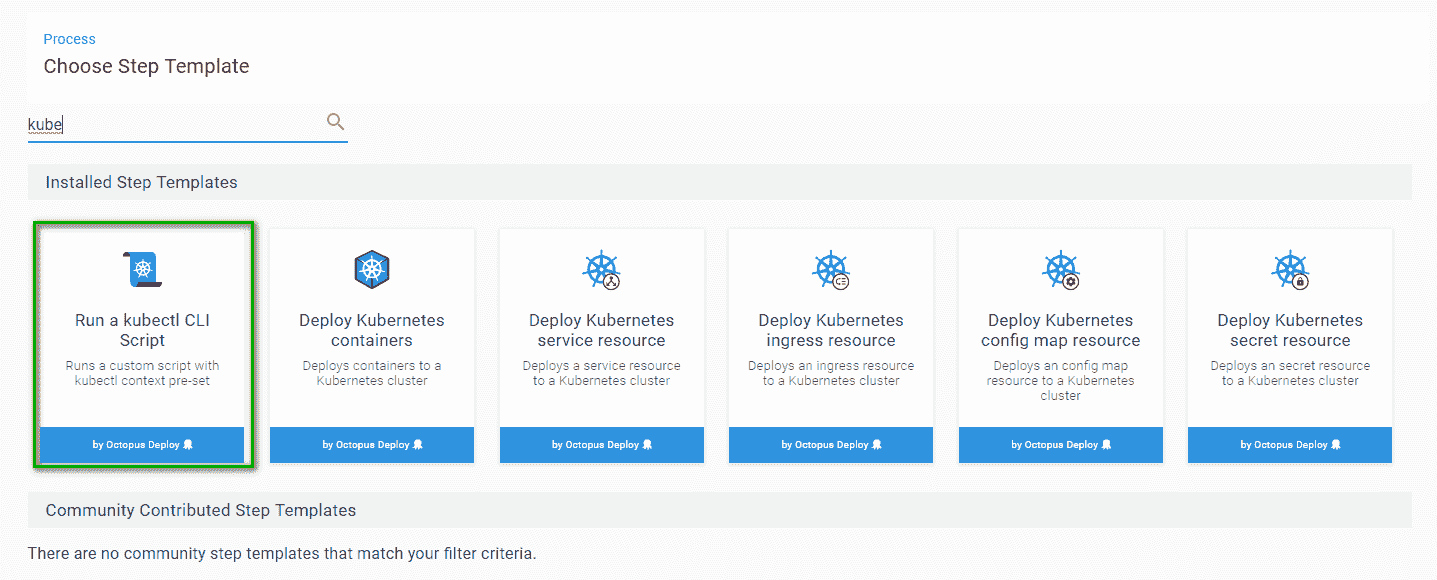 Process
Choose Step Template
kube
Installed Step Templates
Run a kubectl CLI
Script
Runs a custom script with
kubectl context pre-set
by Octopus Deploy
Deploy Kubernetes
containers
Deploys containers to a
Kubernetes cluster
by Octopus Deploy
Deploy Kubernetes
service resource
Deploys a service resource
to a Kubernetes cluster
by Octopus Deploy
Deploy Kubernetes
ingress resource
Deploys an ingress resource
to a Kubernetes cluster
by Octopus Deploy
Deploy Kubernetes
config map resource
Deploys an config map
resource to a Kubernetes
cluster
by Octopus Deploy
Deploy Kubernetes
secret resource
Deploys an secret resource
to a Kubernetes cluster
by Octopus Deploy
Community Contributed Step Templates
There are no community step templates that match your filter criteria.